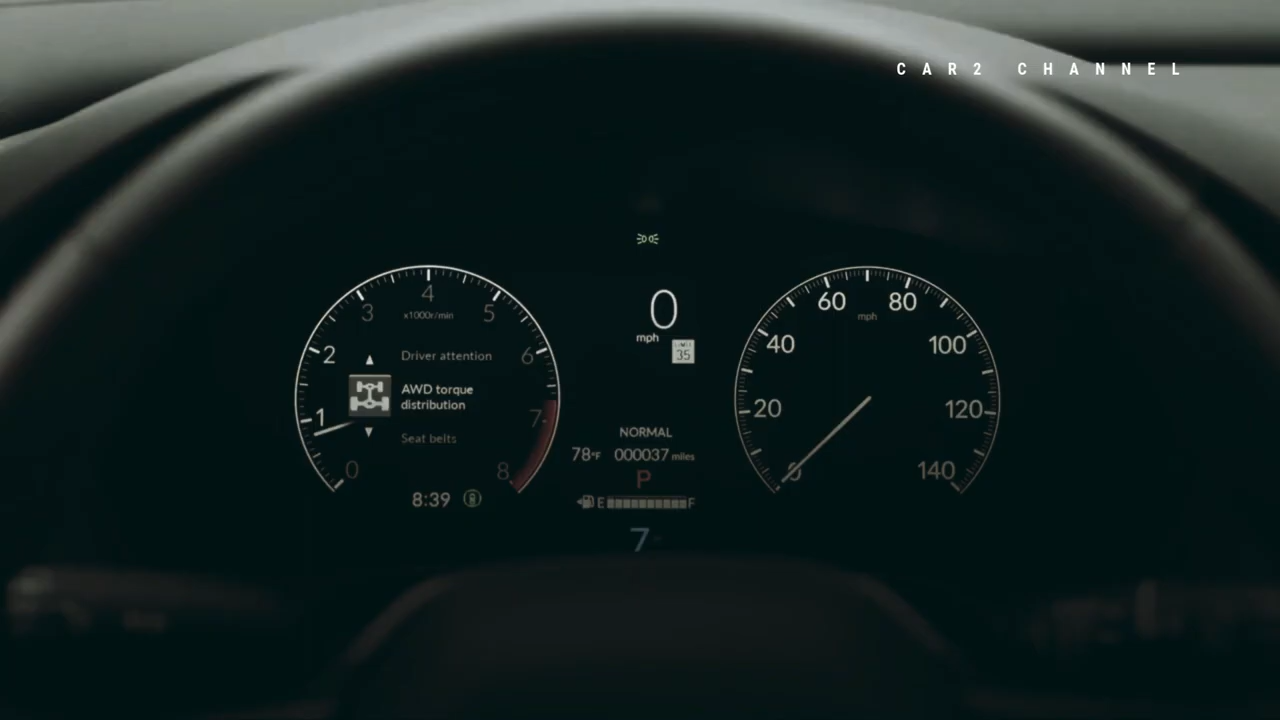 CAR2 CHANNEL
0
mph
LIMIT
35
4
3
5
x1000r/min
2
6
Driver attention
AWD torque
distribution
1
7
Seat belts
0
8
8:39
60
80
mph
40
100
20
120
0
140
NORMAL
78°F 000037 miles
P
E F
7